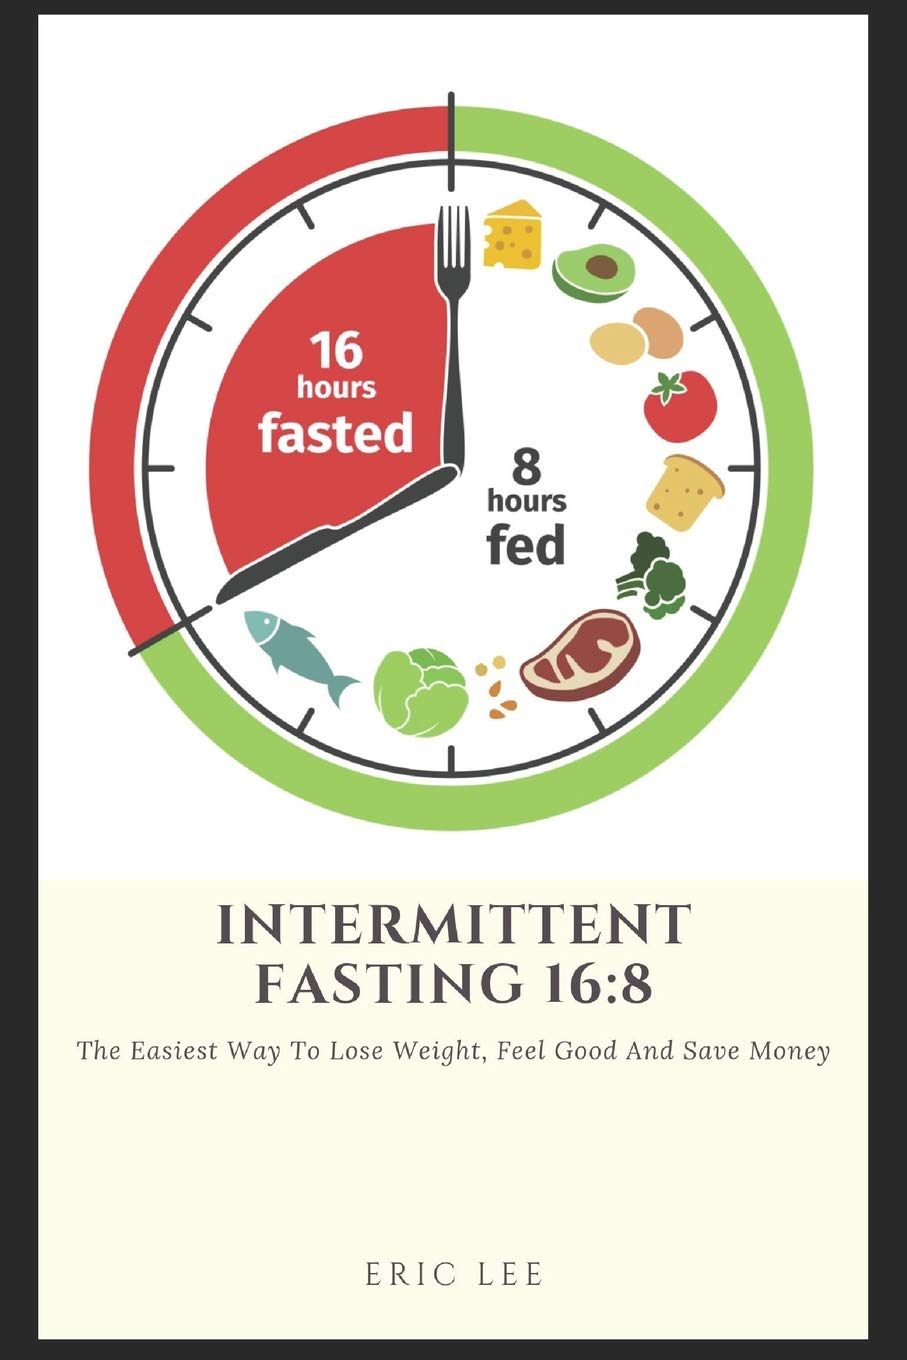 16
hours
fasted
8
hours
fed
INTERMITTENT
FASTING 16:8
The Easiest Way To Lose Weight, Feel Good And Save Money
ERIC LEE